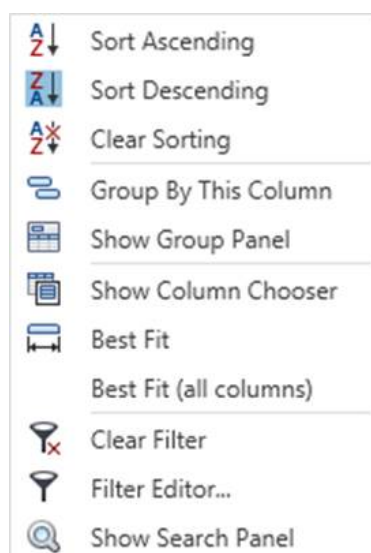 Sort Ascending
Sort Descending
Clear Sorting
Group By This Column
Show Group Panel
Show Column Chooser
Best Fit
Best Fit (all columns)
Clear Filter
Filter Editor...
Show Search Panel